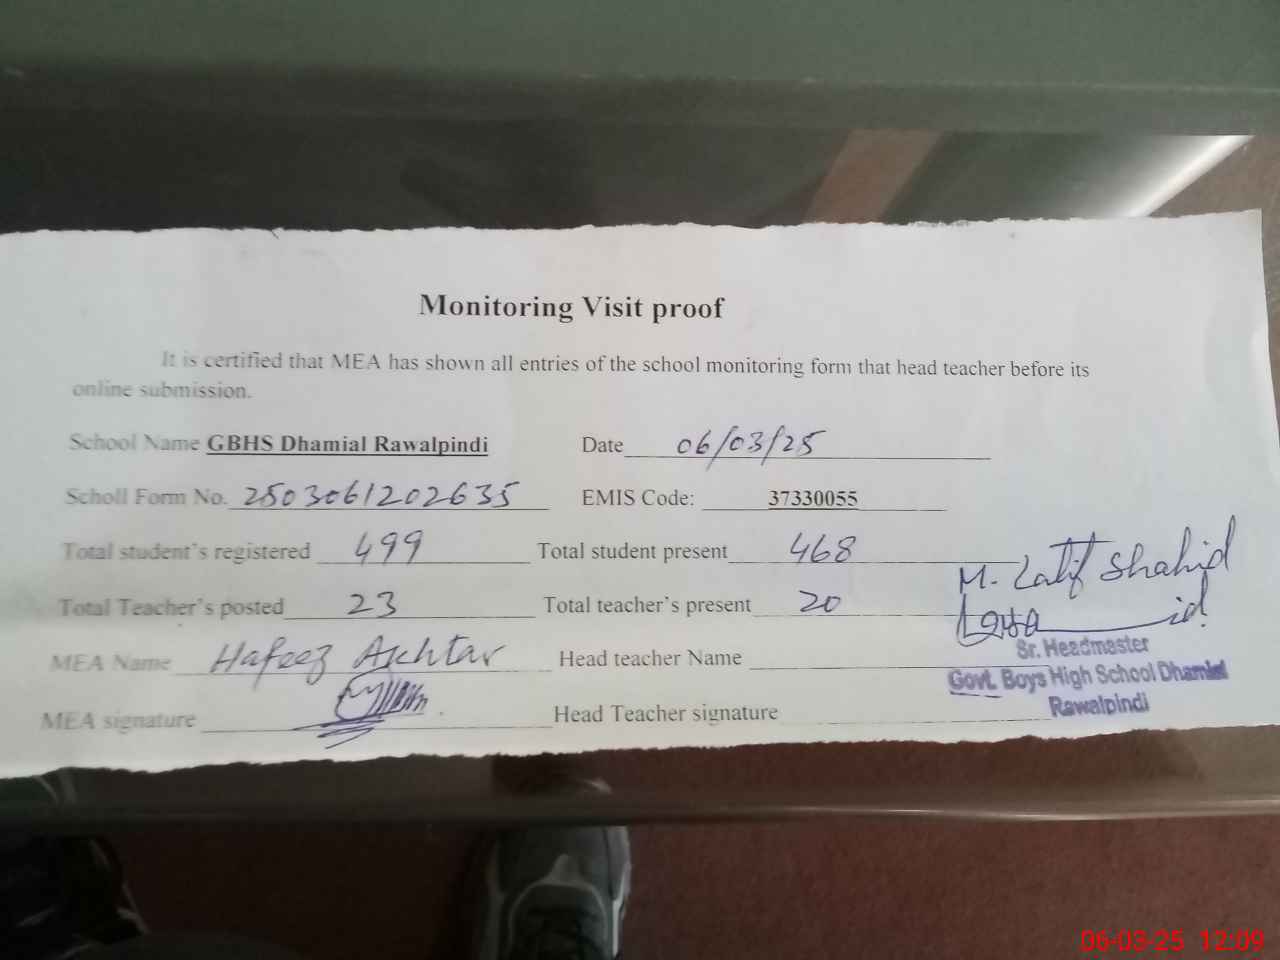 Monitoring Visit proof
It is certified that MEA has shown all entries of the school monitoring form that head teacher before its
online submission.
School Name GBHS Dhamial Rawalpindi Date 06/03/25
Scholl Form No. 2503061202635 EMIS Code: 37330055
Total student's registered 499 Total student present 468
Total Teacher's posted 23 Total teacher's present 20
M. Latif Shahid
MEA Name Hafeez Akhtar Head teacher Name
Sr. Headmaster
Govt. Boys High School Dhamial
Rawalpindi
MEA signature Head Teacher signature
06-03-25 12:09